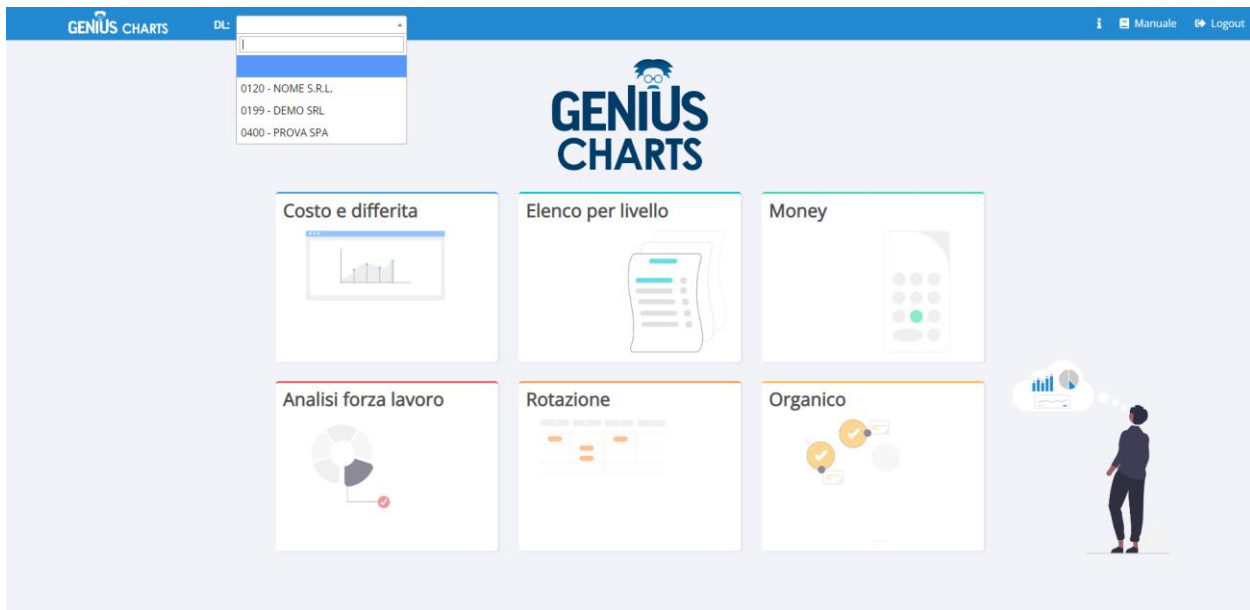 GENIUS CHARTS DL: i Manuale Logout
0120 - NOME S.R.L.
0199 - DEMO SRL
0400 - PROVA SPA
GENIUS
CHARTS
Costo e differita Elenco per livello Money
Analisi forza lavoro Rotazione Organico